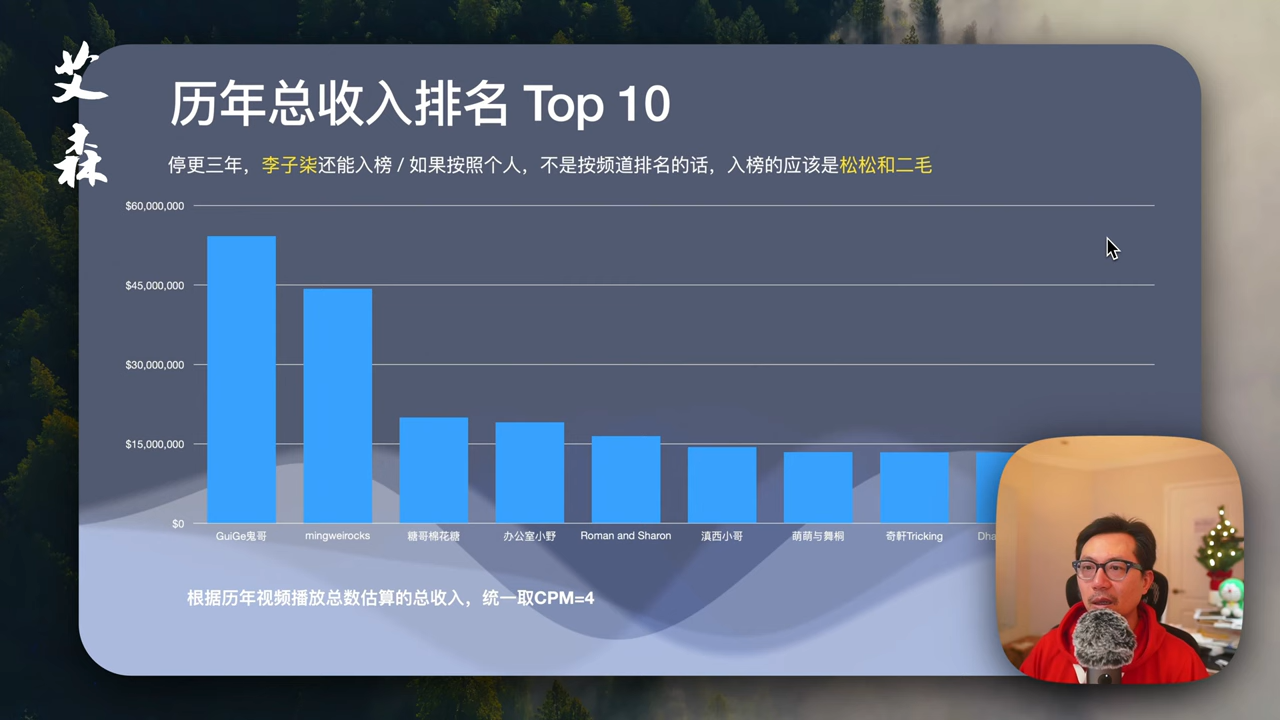 艾森
历年总收入排名 Top 10
停更三年，李子柒还能入榜 / 如果按照个人，不是按频道排名的话，入榜的应该是松松和二毛
$60,000,000
$45,000,000
$30,000,000
$15,000,000
$0
GuiGe鬼哥
mingweirocks
糖哥棉花糖
办公室小野
Roman and Sharon
滇西小哥
萌萌与舞桐
奇軒Tricking
Dha
根据历年视频播放总数估算的总收入，统一取CPM=4